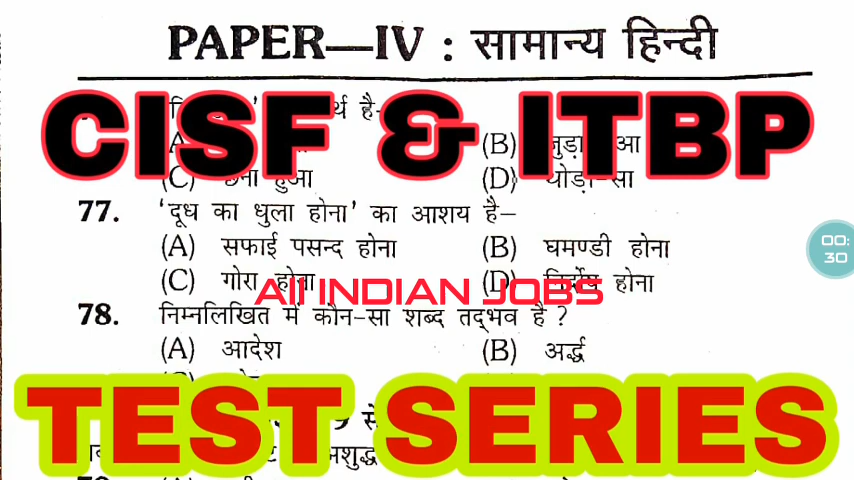 PAPER—IV : सामान्य हिन्दी
CISF & ITBP
है–
(B)
(C) हुआ (D) थोड़ा-सा
77. 'दूध का धुला होना' का आशय है–
(A) सफाई पसन्द होना (B) घमण्डी होना
(C) गोरा होना (D) निर्दोष होना
00:
30
All INDIAN JOBS
78. निम्नलिखित में कौन-सा शब्द तद्भव है ?
(A) आदेश (B) अर्द्ध
TEST SERIES